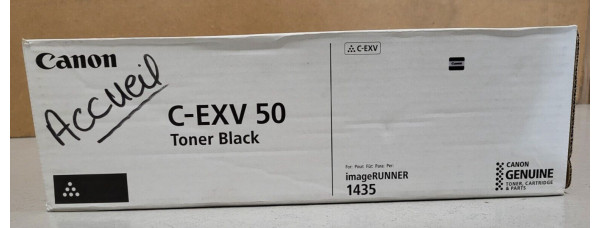 Canon
Accueil
C-EXV 50
Toner Black
C-EXV
For: Pour: Für: Para: Per:
imageRUNNER
1435
CANON
GENUINE
TONER, CARTRIDGE
& PARTS